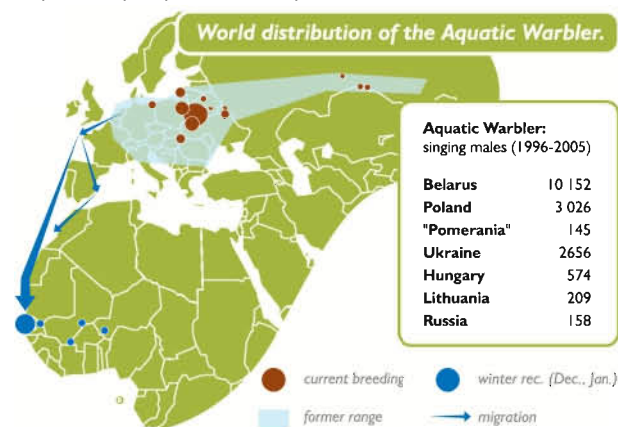 World distribution of the Aquatic Warbler.
Aquatic Warbler:
singing males (1996-2005)
Belarus 10 152
Poland 3 026
"Pomerania" 145
Ukraine 2656
Hungary 574
Lithuania 209
Russia 158
current breeding
winter rec. (Dec., Jan.)
former range
migration